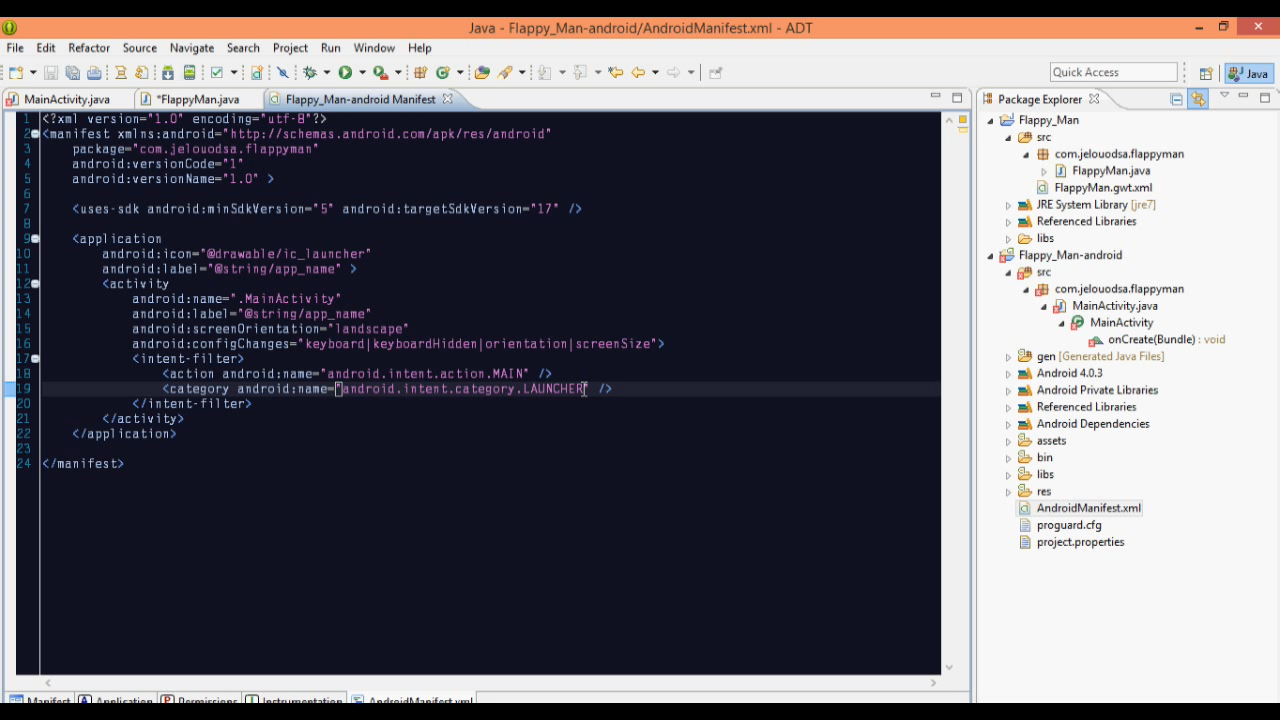 Java - Flappy_Man-android/AndroidManifest.xml - ADT
File Edit Refactor Source Navigate Search Project Run Window Help
Quick Access
Java
MainActivity.java
*FlappyMan.java
Flappy_Man-android Manifest
1 <?xml version="1.0" encoding="utf-8"?>
2 <manifest xmlns:android="http://schemas.android.com/apk/res/android"
3 package="com.jelouodsa.flappyman"
4 android:versionCode="1"
5 android:versionName="1.0" >
6
7 <uses-sdk android:minSdkVersion="5" android:targetSdkVersion="17" />
8
9 <application
10 android:icon="@drawable/ic_launcher"
11 android:label="@string/app_name" >
12 <activity
13 android:name=".MainActivity"
14 android:label="@string/app_name"
15 android:screenOrientation="landscape"
16 android:configChanges="keyboard|keyboardHidden|orientation|screenSize">
17 <intent-filter>
18 <action android:name="android.intent.action.MAIN" />
19 <category android:name="android.intent.category.LAUNCHER" />
20 </intent-filter>
21 </activity>
22 </application>
23
24 </manifest>
Manifest
Application
Permissions
Instrumentation
AndroidManifest.xml
Package Explorer
Flappy_Man
src
com.jelouodsa.flappyman
FlappyMan.java
FlappyMan.gwt.xml
JRE System Library [jre7]
Referenced Libraries
libs
Flappy_Man-android
src
com.jelouodsa.flappyman
MainActivity.java
MainActivity
onCreate(Bundle) : void
gen [Generated Java Files]
Android 4.0.3
Android Private Libraries
Referenced Libraries
Android Dependencies
assets
bin
libs
res
AndroidManifest.xml
proguard.cfg
project.properties